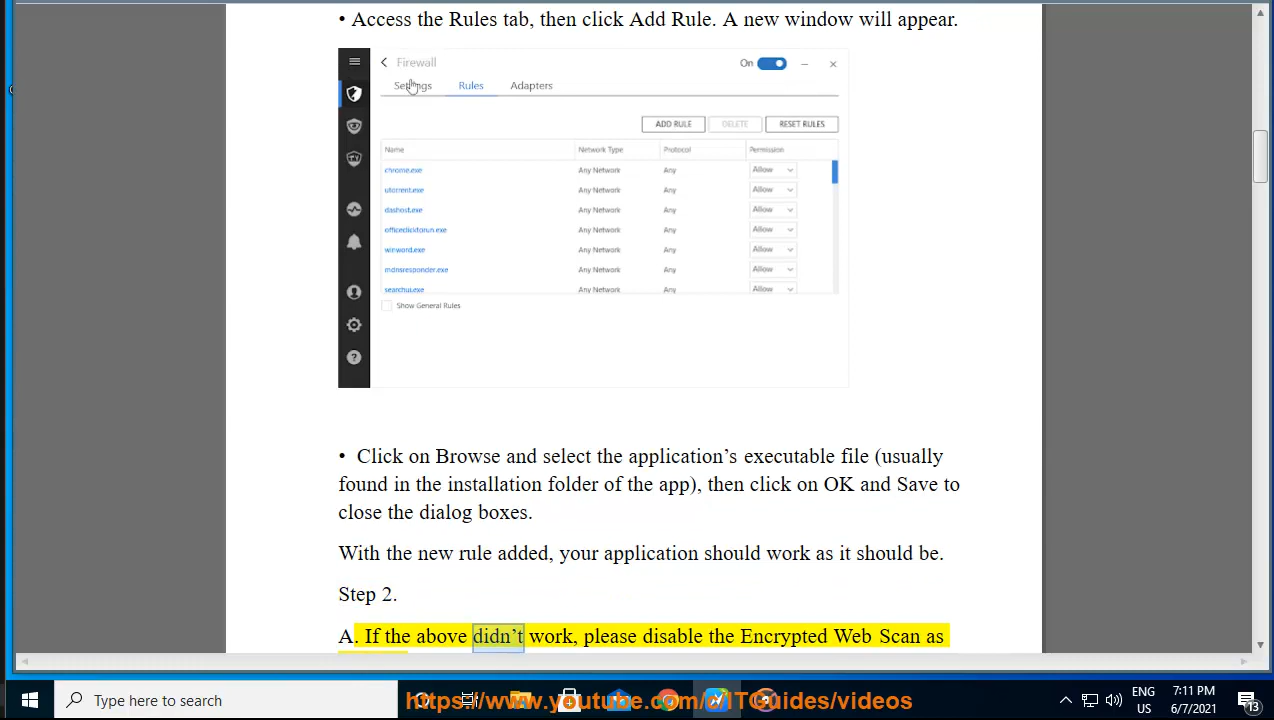 • Access the Rules tab, then click Add Rule. A new window will appear.
Firewall
On
Settings
Rules
Adapters
ADD RULE
DELETE
RESET RULES
Name
Network Type
Protocol
Permission
chrome.exe Any Network Any Allow
utorrent.exe Any Network Any Allow
dashost.exe Any Network Any Allow
officeclicktorun.exe Any Network Any Allow
winword.exe Any Network Any Allow
mdnsresponder.exe Any Network Any Allow
searchui.exe Any Network Any Allow
Show General Rules
• Click on Browse and select the application’s executable file (usually
found in the installation folder of the app), then click on OK and Save to
close the dialog boxes.
With the new rule added, your application should work as it should be.
Step 2.
A. If the above didn’t work, please disable the Encrypted Web Scan as
Type here to search
https://www.youtube.com/c/ITGuides/videos
ENG
US
7:11 PM
6/7/2021
13